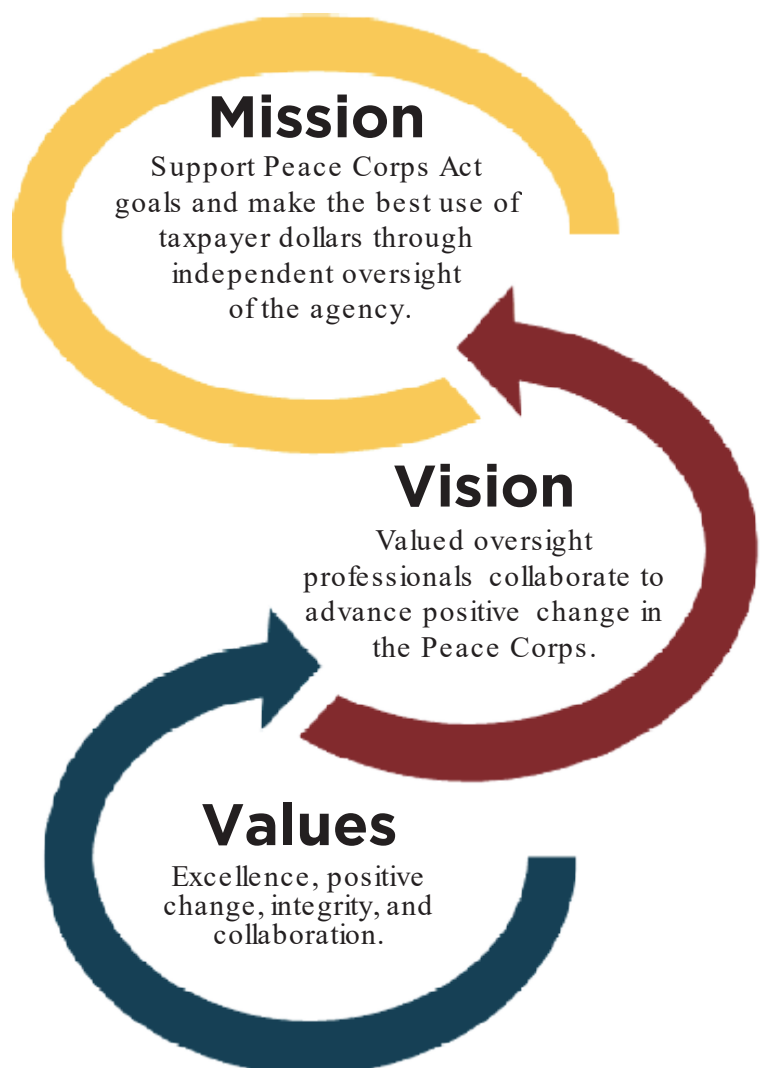 Mission
Support Peace Corps Act
goals and make the best use of
taxpayer dollars through
independent oversight
of the agency.
Vision
Valued oversight
professionals collaborate to
advance positive change in
the Peace Corps.
Values
Excellence, positive
change, integrity, and
collaboration.